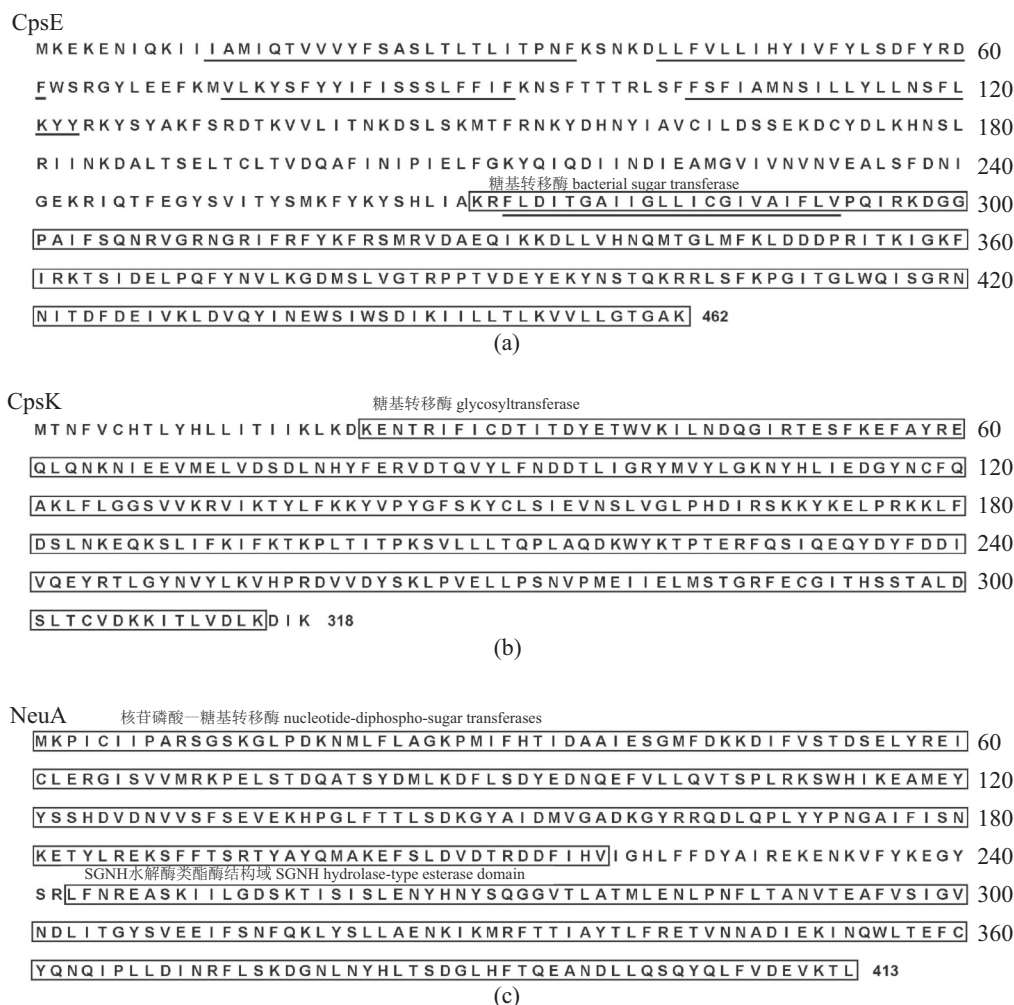 CpsE
MKEKENIQKIIIAMIQTVVVYFSASLTLTLITPNFKSNKDLLFVLLIHYIVFYLSDFYRD 60
FWSRGYLEEFKMVLKYSFYYIFISSSLFFIFKNSFTTTRLSFFSFIAMNSILLYLLNSFL 120
KYYRKYSYAKFSRDTKVVLITNKDSLSKMTFRNKYDHNYIAVCILDSSEKDCYDLKHNSL 180
RIINKDALTSELTCLTVDQAFINIPIELFGKYQIQDIINDIEAMGVIVNVNVEALSFDNI 240
糖基转移酶 bacterial sugar transferase
GEKRIQTFEGYSVITYSMKFYKYSHLIAKRFLDITGAIIGLLICGIVAIFLVPQIRKDGG 300
PAIFSQNRVGRNGRIFRFYKFRSMRVDAEQIKKDLLVHNQMTGLMFKLDDDPRITKIGKF 360
IRKTSIDELPQFYNVLKGDMSLVGTRPPTVDEYEKYNSTQKRRLSFKPGITGLWQISGRN 420
NITDFDEIVKLDVQYINEWSIWSDIKIILLTLKVVLLGTGAK 462
(a)
CpsK
糖基转移酶 glycosyltransferase
MTNFVCHTLYHLLITIIKLKDKENTRIFICDTITDYETWVKILNDQGIRTESFKEFAYRE 60
QLQNKNIEEVMELVDSDLNHYFERVDTQVYLFNDDTLIGRYMVYLGKNYHLIEDGYNCFQ 120
AKLFLGGSVVKRVIKTYLFKKYVPYGFSKYCLSIEVNSLVGLPHDIRSKKYKELPRKKLF 180
DSLNKEQKSLIFKIFKTKPLTITPKSVLLLTQPLAQDKWYKTPTERFQSIQEQYDYFDDI 240
VQEYRTLGYNVYLKVHPRDVVDYSKLPVELLPSNVPMEIIELMSTGRFECGITHSSTALD 300
SLTCVDKKITLVDLKDIK 318
(b)
NeuA
核苷磷酸一糖基转移酶 nucleotide-diphospho-sugar transferases
MKPICIIPARSGSKGLPDKNMLFLAGKPMIFHTIDAAIESGMFDKKDIFVSTDSELYREI 60
CLERGISVVMRKPELSTDQATSYDMLKDFLSDYEDNQEFVLLQVTSPLRKSWHIKEAMEY 120
YSSHDVDNVVSFSEVEKHPGLFTTLSDKGYAIDMVGADKGYRRQDLQPLYYPNGAIFISN 180
KETYLREKSFFTSRTYAYQMAKEFSLDVDTRDDFIHVIGHLFFDYAIREKENKVFYKEGY 240
SGNH水解酶类酯酶结构域 SGNH hydrolase-type esterase domain
SRLFNREASKIILGDSKTISISLENYHNYSQGGVTLATMLENLPNFLTANVTEAFVSIGV 300
NDLITGYSVEEIFSNFQKLYSLLAENKIKMRFTTIAYTLFRETVNNADIEKINQWLTEFC 360
YQNQIPLLDINRFLSKDGNLNYHLTSDGLHFTQEANDLLQSQYQLFVDEVKTL 413
(c)